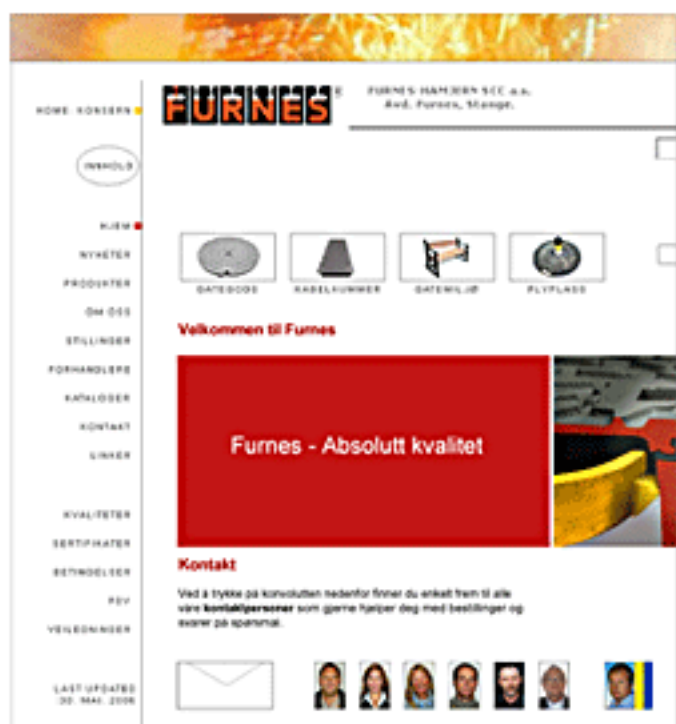 FURNES
FURNES HAMJERN SCC a.s.
Avd. Furnes, Stange.
HOME KONSERN
INNHOLD
HJEM
NYHETER
PRODUKTER
OM OSS
STILLINGER
FORHANDLERE
KATALOGER
KONTAKT
LINKER
KVALITETER
SERTIFIKATER
BETINGELSER
FDV
VEILEDNINGER
LAST UPDATED
30. MAI. 2006
GATEGODS KABELKUMMER GATEMILJØ FLYPLASS
Velkommen til Furnes
Furnes - Absolutt kvalitet
Kontakt
Ved å trykke på konvolutten nedenfor finner du enkelt frem til alle
våre kontaktpersoner som gjerne hjelper deg med bestillinger og
svarer på spørsmål.